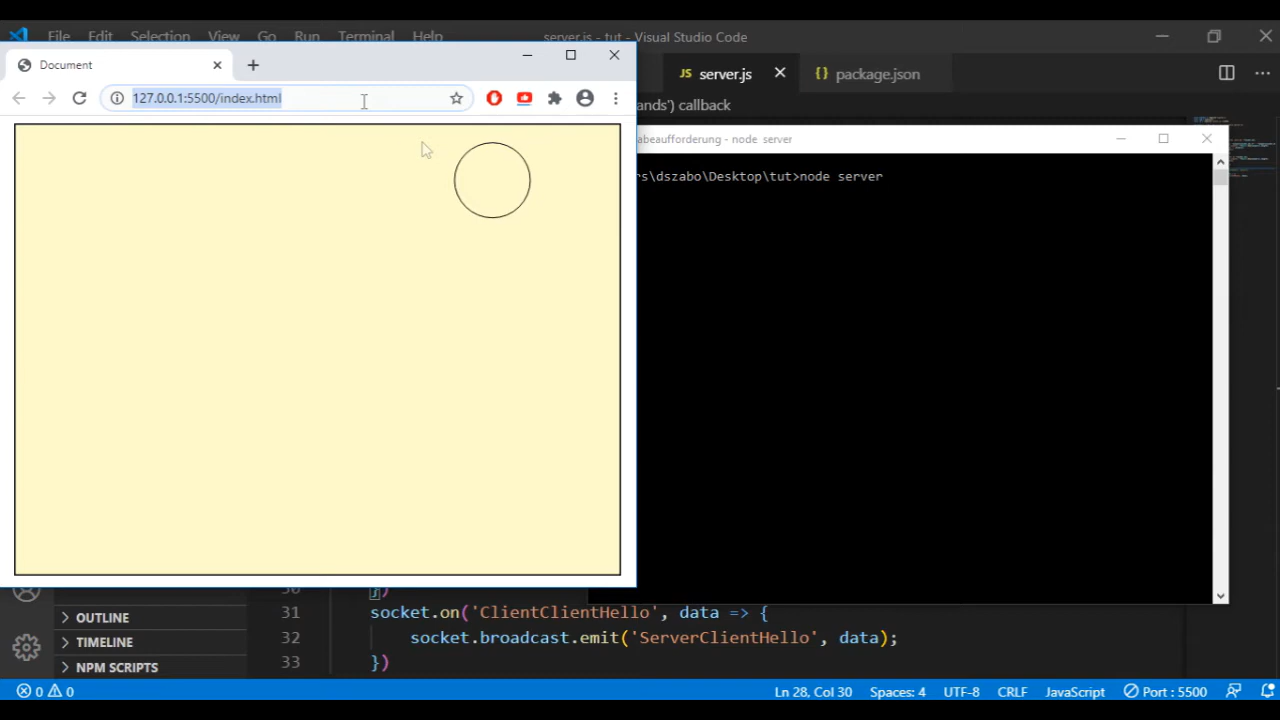 File Edit Selection View Go Run Terminal Help server.js - tut - Visual Studio Code
Document
JS server.js
{} package.json
127.0.0.1:5500/index.html
ands') callback
abeaufforderung - node server
rs\dszabo\Desktop\tut>node server
30 })
31 socket.on('ClientClientHello', data => {
32 socket.broadcast.emit('ServerClientHello', data);
33 })
OUTLINE
TIMELINE
NPM SCRIPTS
0 0 Ln 28, Col 30 Spaces: 4 UTF-8 CRLF JavaScript Port : 5500